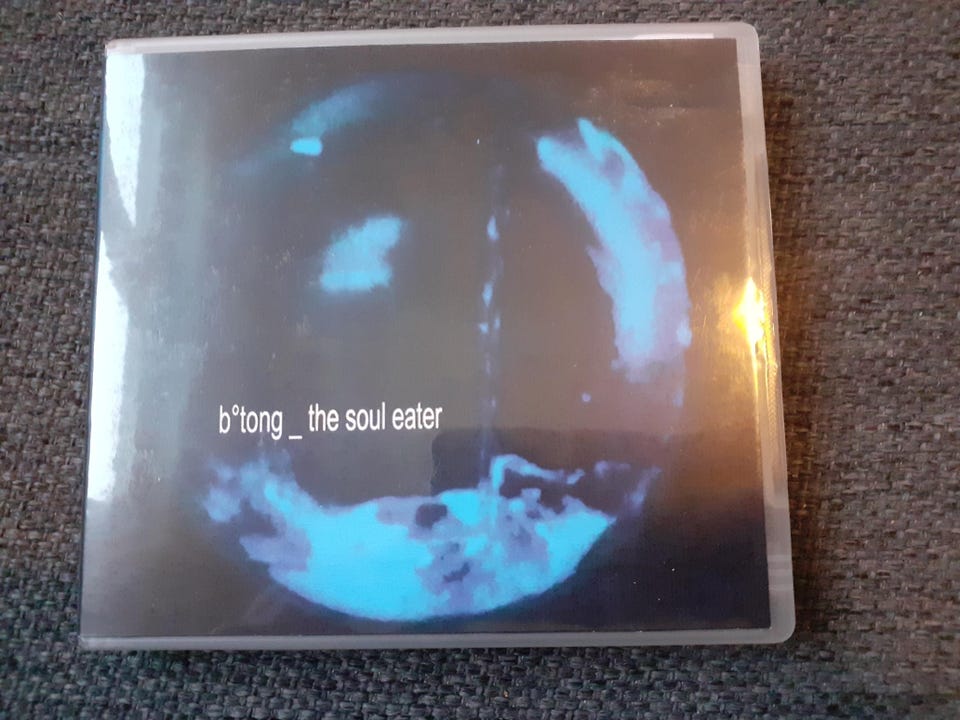 b°tong _ the soul eater